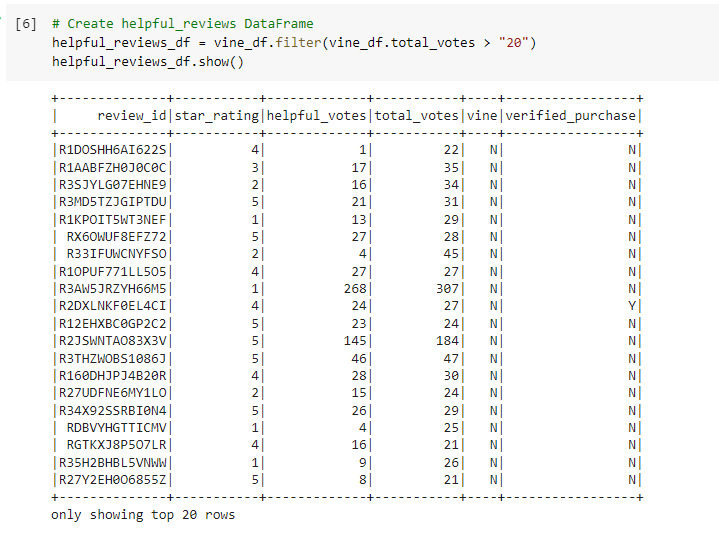 [6] # Create helpful_reviews DataFrame
helpful_reviews_df = vine_df.filter(vine_df.total_votes > "20")
helpful_reviews_df.show()
+--------------+-----------+-------------+-----------+----+-----------------+
|     review_id|star_rating|helpful_votes|total_votes|vine|verified_purchase|
+--------------+-----------+-------------+-----------+----+-----------------+
|R1DOSHH6AI622S|          4|            1|         22|   N|                N|
|R1AABFZH0J0C0C|          3|           17|         35|   N|                N|
|R3SJYLG07EHNE9|          2|           16|         34|   N|                N|
|R3MD5TZJGIPTDU|          5|           21|         31|   N|                N|
|R1KPOIT5WT3NEF|          1|           13|         29|   N|                N|
| RX6OWUF8EFZ72|          5|           27|         28|   N|                N|
|R33IFUWCNYFSO|          2|            4|         45|   N|                N|
|R1OPUF771LL5O5|          4|           27|         27|   N|                N|
|R3AW5JRZYH66M5|          1|          268|        307|   N|                N|
|R2DXLNKF0EL4CI|          4|           24|         27|   N|                Y|
|R12EHXBC0GP2C2|          5|           23|         24|   N|                N|
|R2JSWNTAO83X3V|          5|          145|        184|   N|                N|
|R3THZWOBS1086J|          5|           46|         47|   N|                N|
|R160DHJPJ4B20R|          4|           28|         30|   N|                N|
|R27UDFNE6MY1LO|          2|           15|         24|   N|                N|
|R34X92SSRBI0N4|          5|           26|         29|   N|                N|
| RDBVYHGTTICMV|          1|            4|         25|   N|                N|
| RGTKXJ8P5O7LR|          4|           16|         21|   N|                N|
|R35H2BHBL5VNWW|          1|            9|         26|   N|                N|
|R27Y2EH0O6855Z|          5|            8|         21|   N|                N|
+--------------+-----------+-------------+-----------+----+-----------------+
only showing top 20 rows